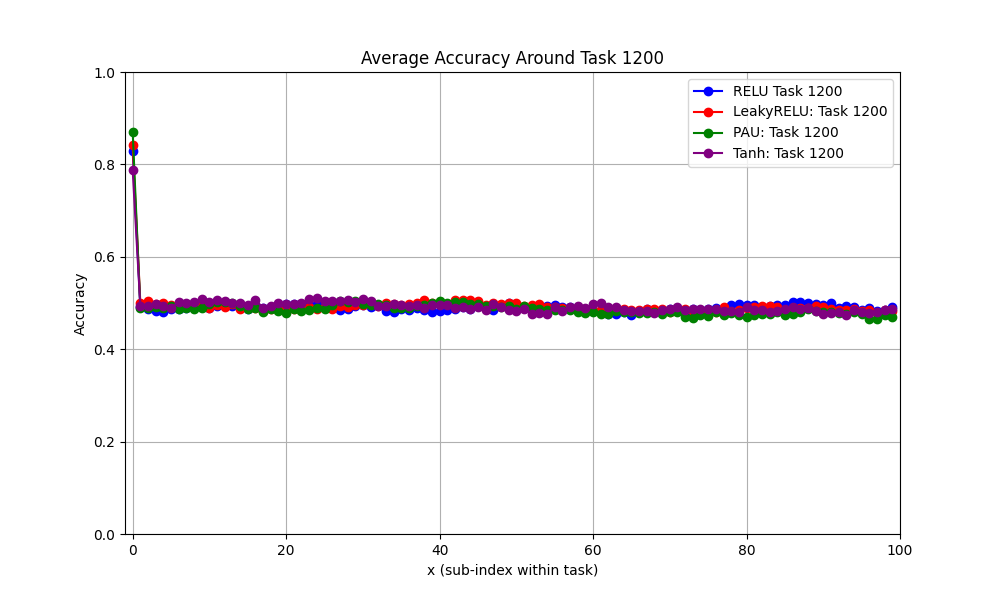 Average Accuracy Around Task 1200
RELU Task 1200
LeakyRELU: Task 1200
PAU: Task 1200
Tanh: Task 1200
Accuracy
1.0
0.8
0.6
0.4
0.2
0.0
0 20 40 60 80 100
x (sub-index within task)